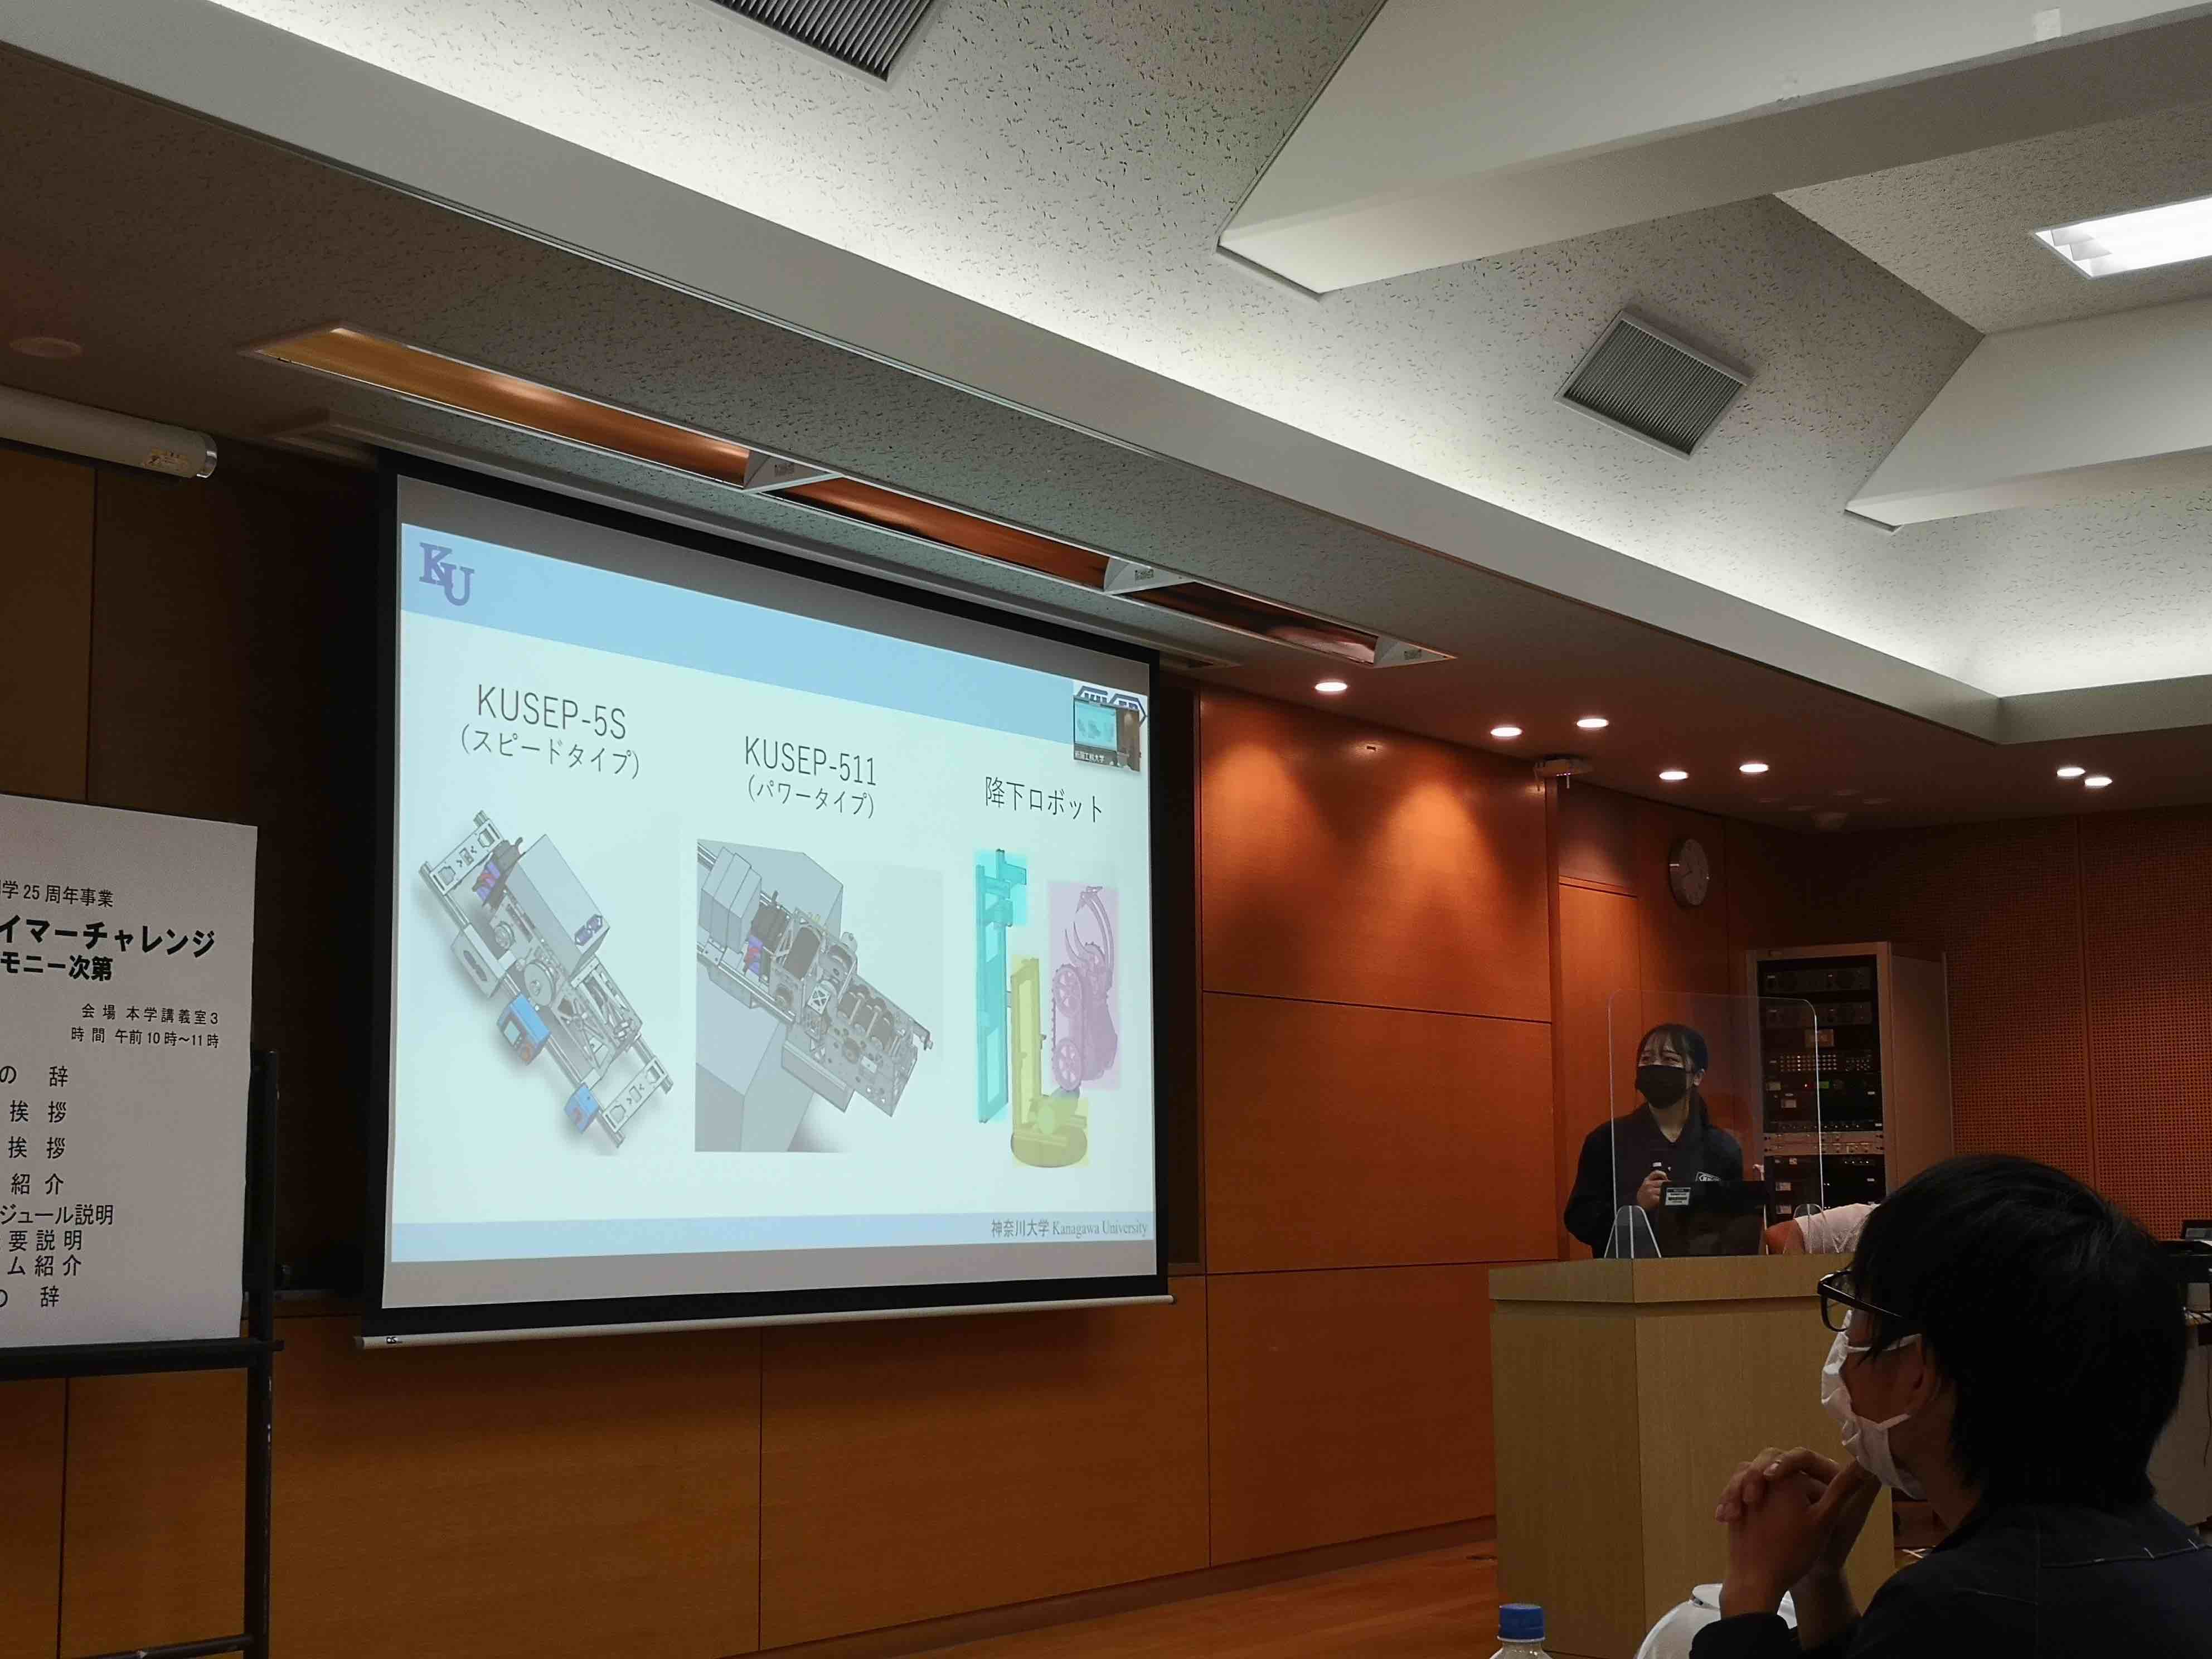 学25周年事業
イマーチャレンジ
モニー次第
会場 本学講義室3
時間 午前10時～11時
の 辞
挨 拶
挨 拶
紹 介
ジュール説明
要説明
ム紹介
の 辞
KU
KUSEP-5S
(スピードタイプ)
KUSEP-511
(パワータイプ)
降下ロボット
神奈川大学 Kanagawa University